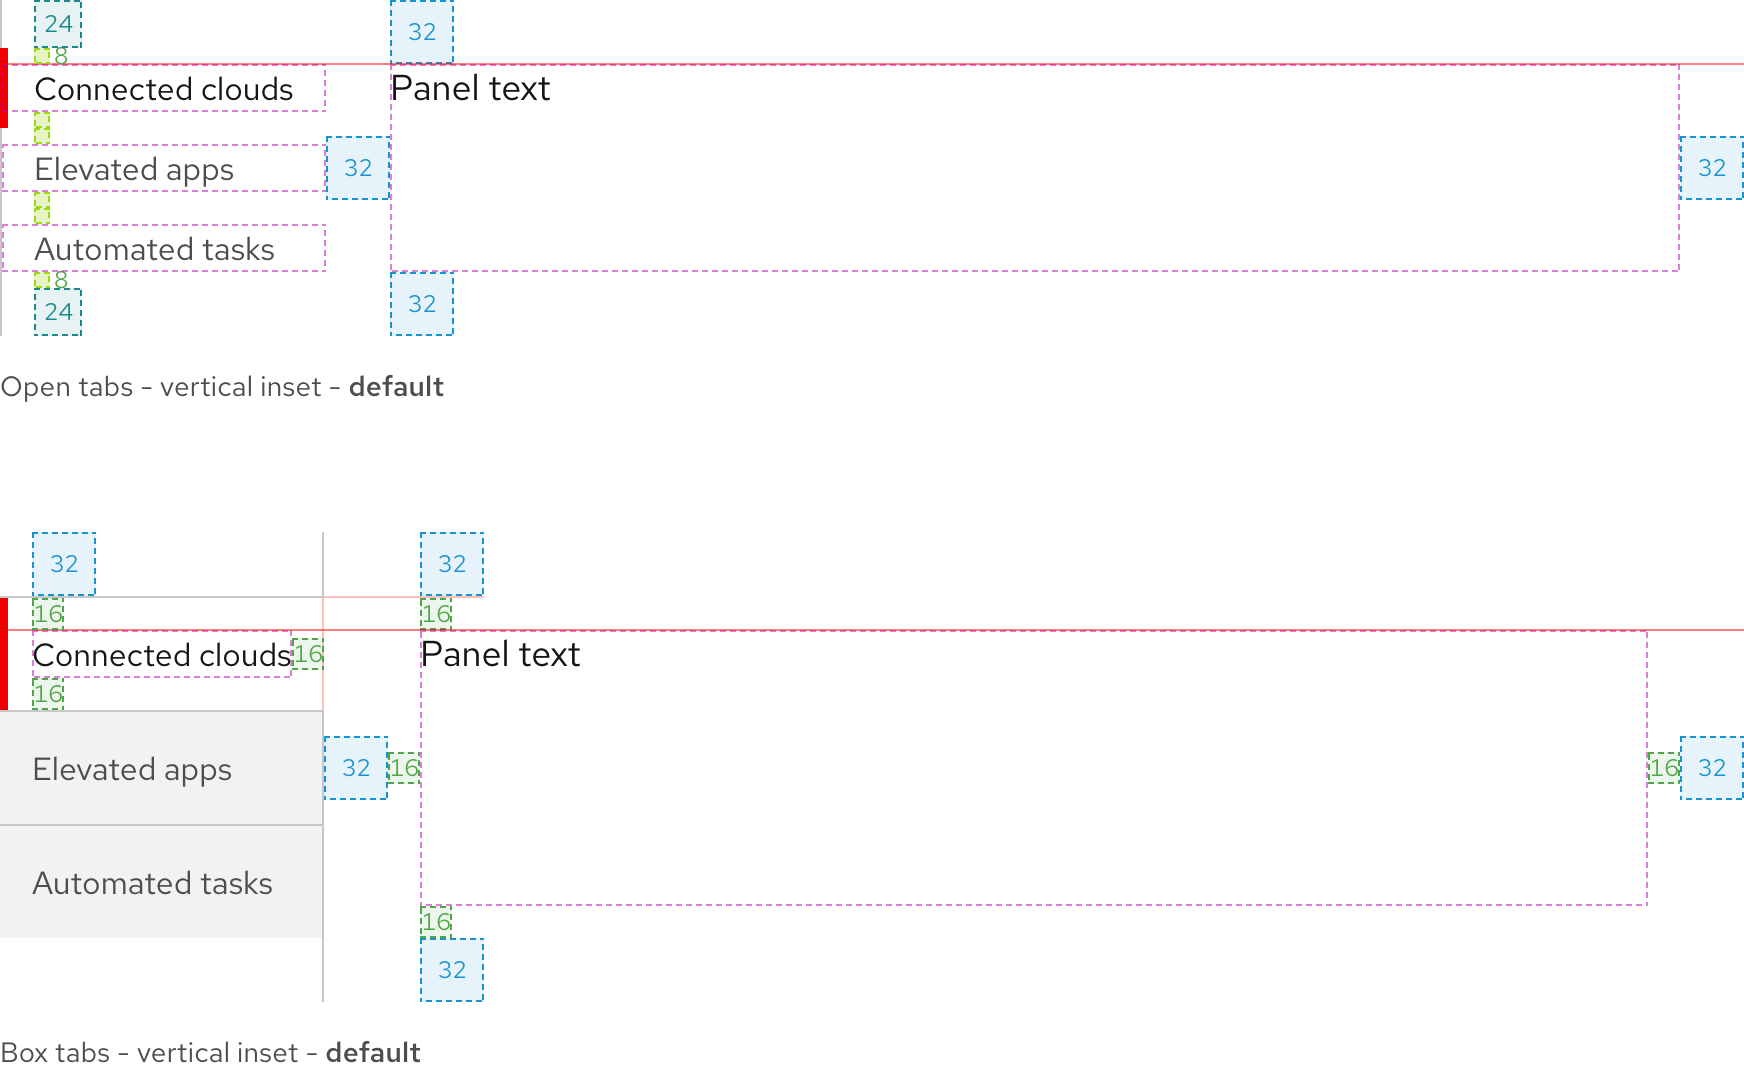 24
32
8
Connected clouds
Panel text
Elevated apps
32
32
Automated tasks
8
24
32
Open tabs - vertical inset - default
32
32
16
16
Connected clouds
16
Panel text
16
Elevated apps
32
16
16
32
Automated tasks
16
32
Box tabs - vertical inset - default